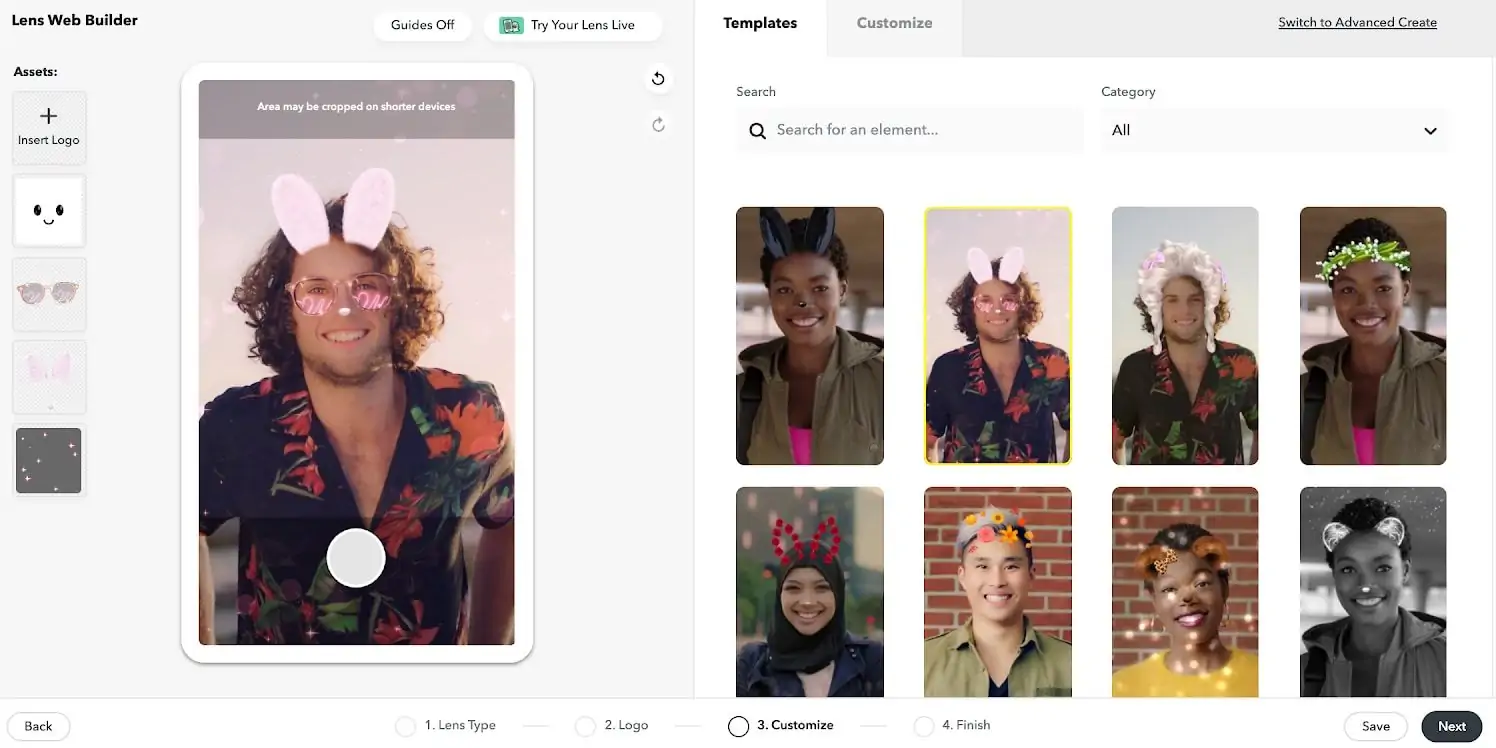 Lens Web Builder
Guides Off
Try Your Lens Live
Templates
Customize
Switch to Advanced Create
Assets:
Insert Logo
Area may be cropped on shorter devices
Search
Search for an element...
Category
All
Back
1. Lens Type
2. Logo
3. Customize
4. Finish
Save
Next